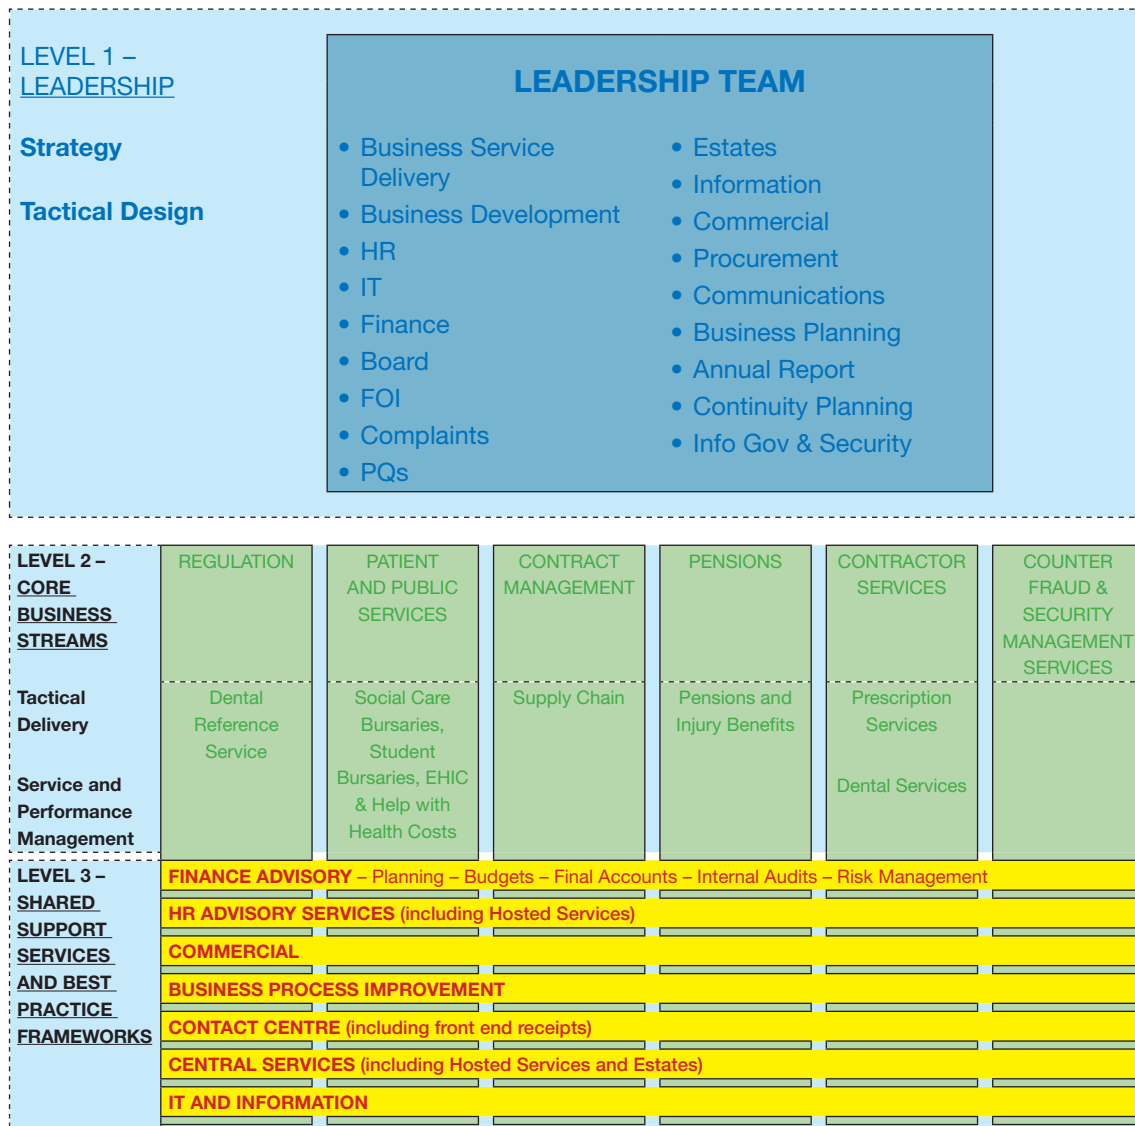 LEVEL 1 –
LEADERSHIP
Strategy
Tactical Design
LEADERSHIP TEAM
• Business Service
Delivery
• Business Development
• HR
• IT
• Finance
• Board
• FOI
• Complaints
• PQs
• Estates
• Information
• Commercial
• Procurement
• Communications
• Business Planning
• Annual Report
• Continuity Planning
• Info Gov & Security
LEVEL 2 –
CORE
BUSINESS
STREAMS
Tactical
Delivery
Service and
Performance
Management
REGULATION
Dental
Reference
Service
PATIENT
AND PUBLIC
SERVICES
Social Care
Bursaries,
Student
Bursaries, EHIC
& Help with
Health Costs
CONTRACT
MANAGEMENT
Supply Chain
PENSIONS
Pensions and
Injury Benefits
CONTRACTOR
SERVICES
Prescription
Services
Dental Services
COUNTER
FRAUD &
SECURITY
MANAGEMENT
SERVICES
LEVEL 3 –
SHARED
SUPPORT
SERVICES
AND BEST
PRACTICE
FRAMEWORKS
FINANCE ADVISORY – Planning – Budgets – Final Accounts – Internal Audits – Risk Management
HR ADVISORY SERVICES (including Hosted Services)
COMMERCIAL
BUSINESS PROCESS IMPROVEMENT
CONTACT CENTRE (including front end receipts)
CENTRAL SERVICES (including Hosted Services and Estates)
IT AND INFORMATION